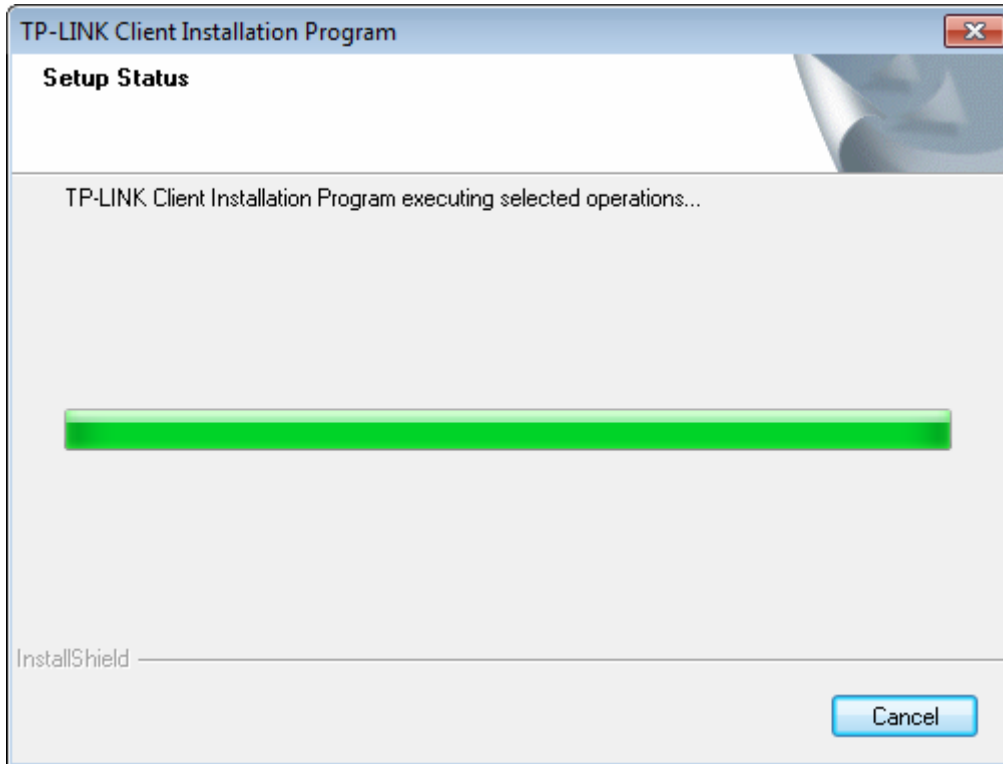 TP-LINK Client Installation Program
Setup Status
TP-LINK Client Installation Program executing selected operations...
InstallShield
Cancel